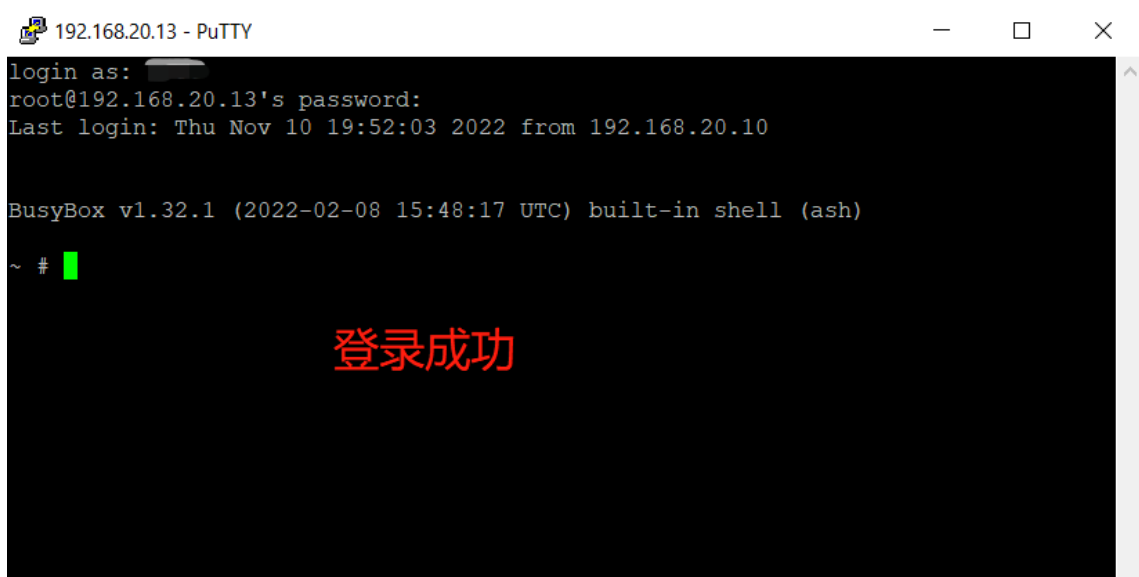 192.168.20.13 - PuTTY
login as:
root@192.168.20.13's password:
Last login: Thu Nov 10 19:52:03 2022 from 192.168.20.10
BusyBox v1.32.1 (2022-02-08 15:48:17 UTC) built-in shell (ash)
~ #
登录成功